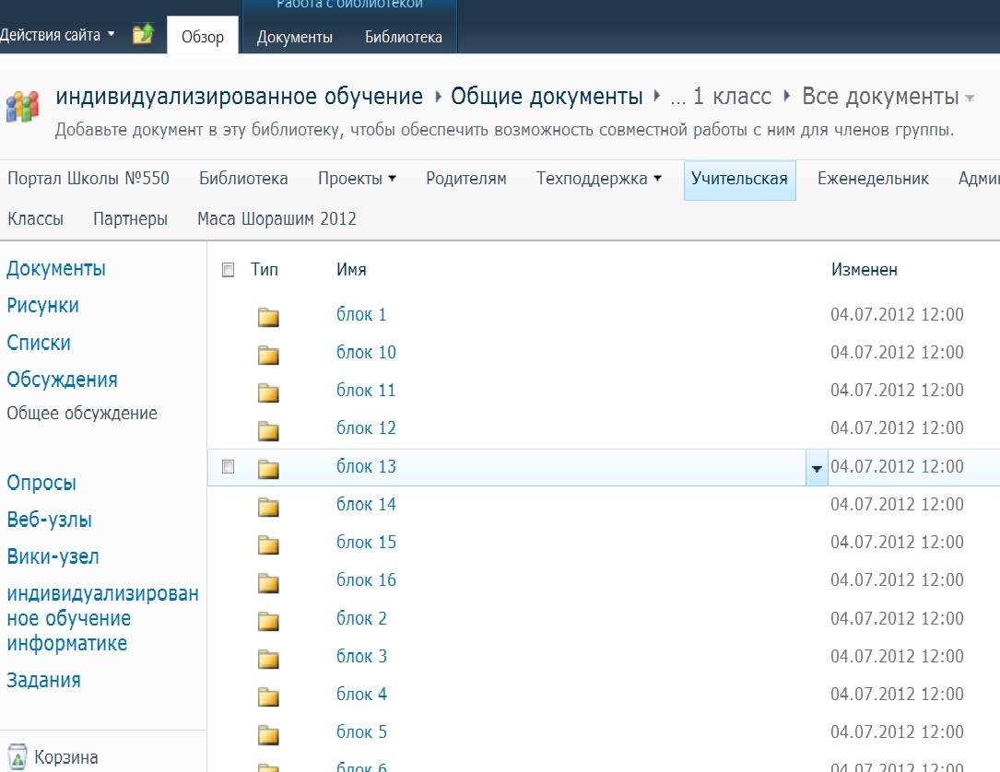 Работа с библиотекой
Действия сайта
Обзор
Документы
Библиотека
индивидуализированное обучение
Общие документы
... 1 класс
Все документы
Добавьте документ в эту библиотеку, чтобы обеспечить возможность совместной работы с ним для членов группы.
Портал Школы №550
Библиотека
Проекты
Родителям
Техподдержка
Учительская
Еженедельник
Классы
Партнеры
Маса Шорашим 2012
Документы
Рисунки
Списки
Обсуждения
Общее обсуждение
Опросы
Веб-узлы
Вики-узел
индивидуализирован
ное обучение
информатике
Задания
Корзина
Тип Имя Изменен
блок 1 04.07.2012 12:00
блок 10 04.07.2012 12:00
блок 11 04.07.2012 12:00
блок 12 04.07.2012 12:00
блок 13 04.07.2012 12:00
блок 14 04.07.2012 12:00
блок 15 04.07.2012 12:00
блок 16 04.07.2012 12:00
блок 2 04.07.2012 12:00
блок 3 04.07.2012 12:00
блок 4 04.07.2012 12:00
блок 5 04.07.2012 12:00
блок 6 04.07.2012 12:00